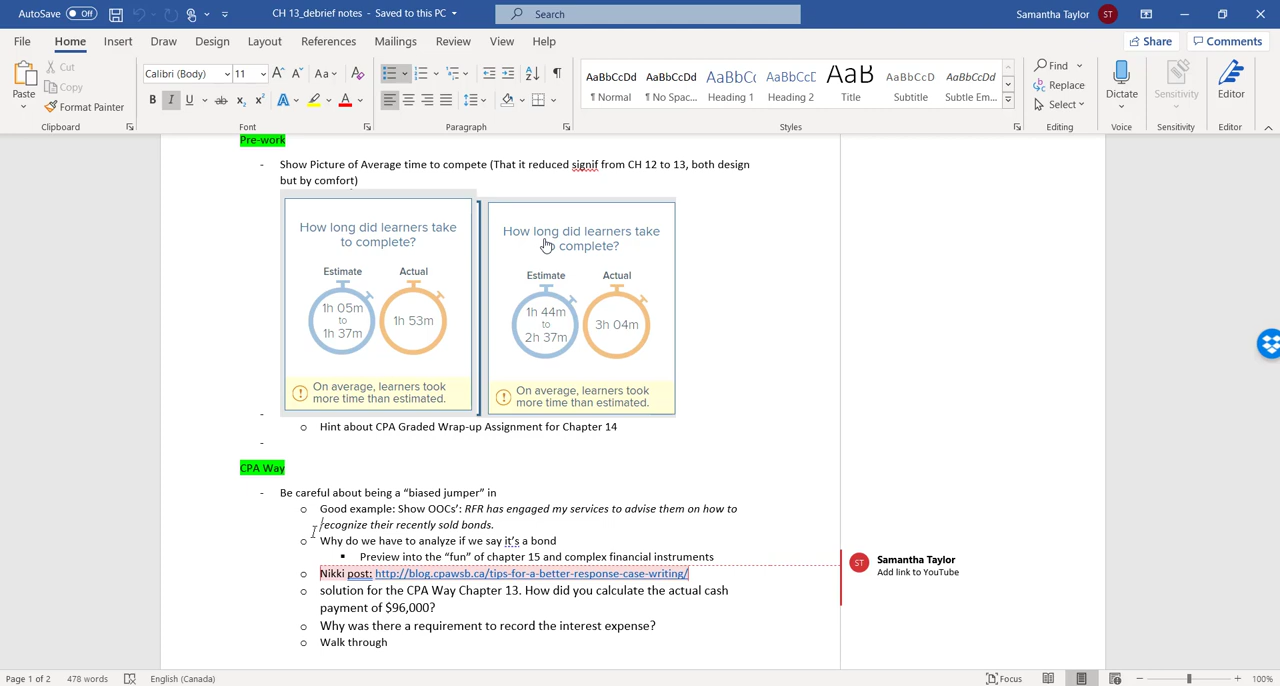 AutoSave Off CH 13_debrief notes - Saved to this PC Search Samantha Taylor ST
File Home Insert Draw Design Layout References Mailings Review View Help Share Comments
Paste Cut Copy Format Painter
Clipboard
Calibri (Body) 11
Font
Paragraph
AaBbCcDd AaBbCcDd AaBbCc AaBbCcD AaB AaBbCcD AaBbCcDd
¶ Normal ¶ No Spac... Heading 1 Heading 2 Title Subtitle Subtle Em...
Styles
Find
Replace
Select
Editing
Dictate
Voice
Sensitivity
Sensitivity
Editor
Editor
Pre-work
- Show Picture of Average time to compete (That it reduced signif from CH 12 to 13, both design
but by comfort)
How long did learners take
to complete?
Estimate Actual
1h 05m
to
1h 37m
1h 53m
On average, learners took
more time than estimated.
How long did learners take
complete?
Estimate Actual
1h 44m
to
2h 37m
3h 04m
On average, learners took
more time than estimated.
-
o Hint about CPA Graded Wrap-up Assignment for Chapter 14
-
CPA Way
- Be careful about being a “biased jumper” in
o Good example: Show OOCs’: RFR has engaged my services to advise them on how to
recognize their recently sold bonds.
o Why do we have to analyze if we say it’s a bond
▪ Preview into the “fun” of chapter 15 and complex financial instruments
o Nikki post: http://blog.cpawsb.ca/tips-for-a-better-response-case-writing/
o solution for the CPA Way Chapter 13. How did you calculate the actual cash
payment of $96,000?
o Why was there a requirement to record the interest expense?
o Walk through
ST Samantha Taylor
Add link to YouTube
Page 1 of 2 478 words English (Canada) Focus 100%